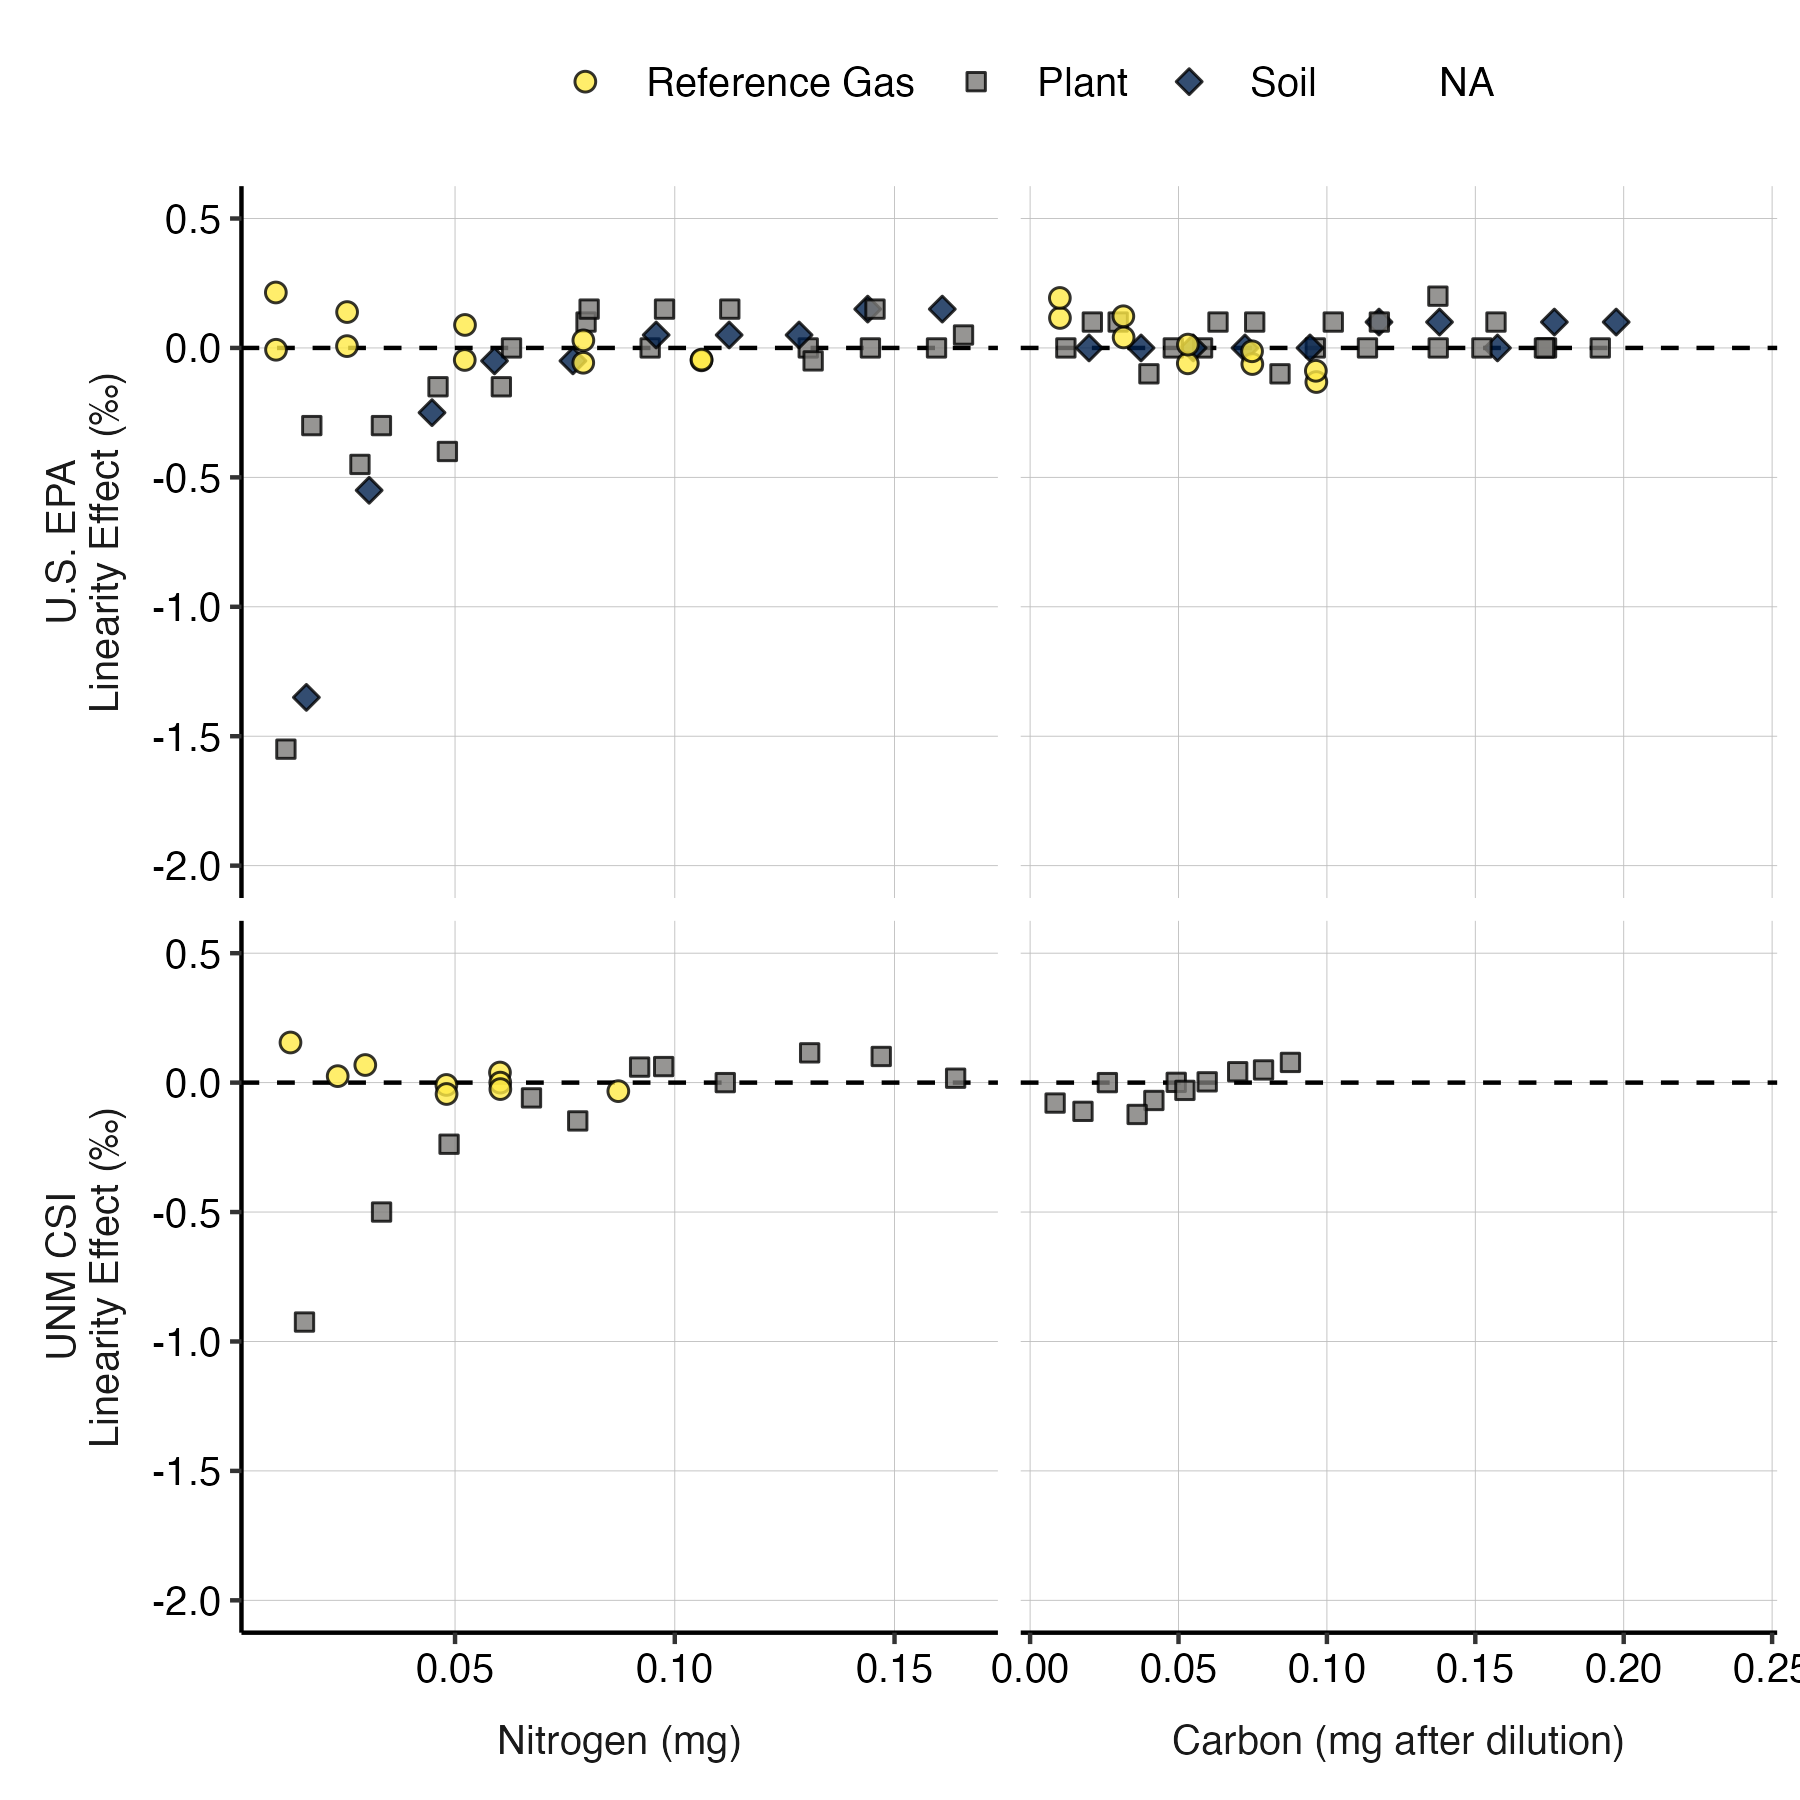 Reference Gas Plant Soil NA
U.S. EPA
Linearity Effect (‰)
0.5
0.0
-0.5
-1.0
-1.5
-2.0
UNM CSI
Linearity Effect (‰)
0.5
0.0
-0.5
-1.0
-1.5
-2.0
0.05 0.10 0.15 0.00 0.05 0.10 0.15 0.20 0.25
Nitrogen (mg) Carbon (mg after dilution)